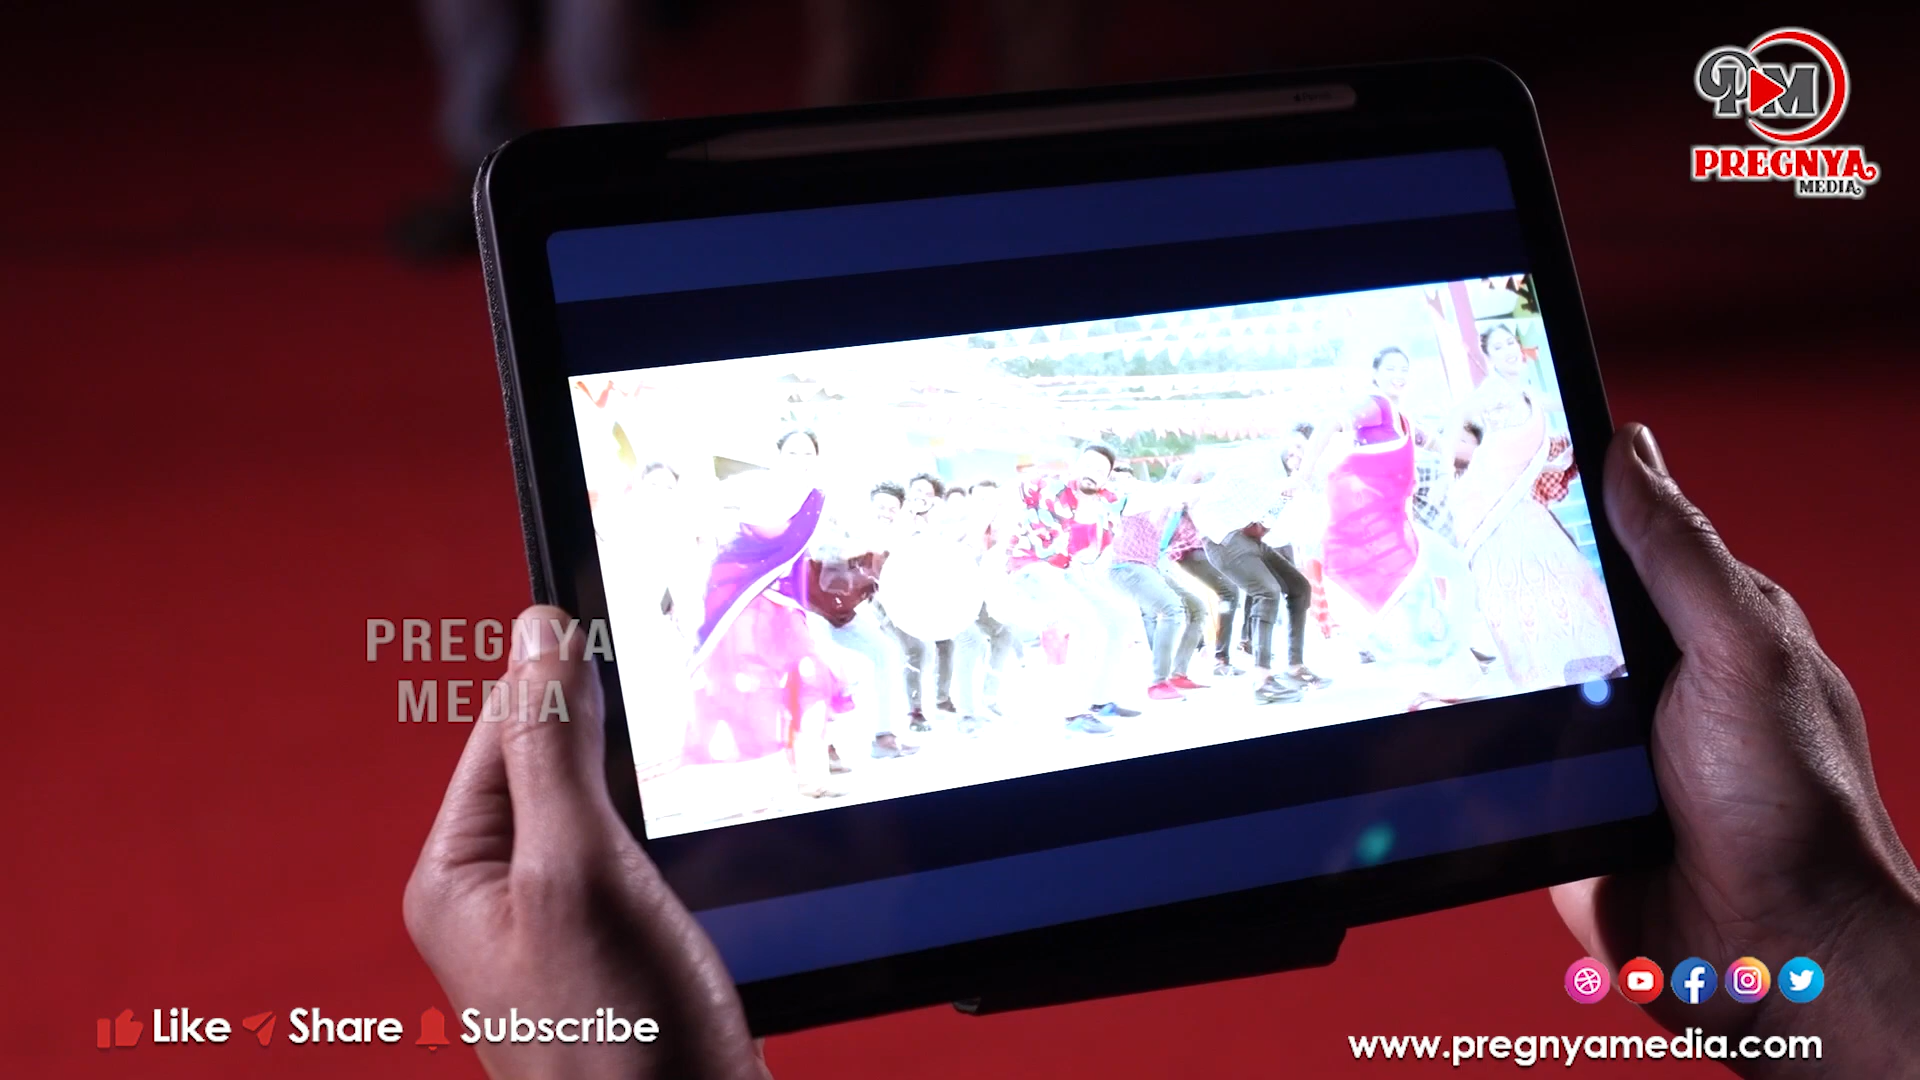 PM
PREGNYA
MEDIA
PREGNYA
MEDIA
Like Share Subscribe
www.pregnyamedia.com